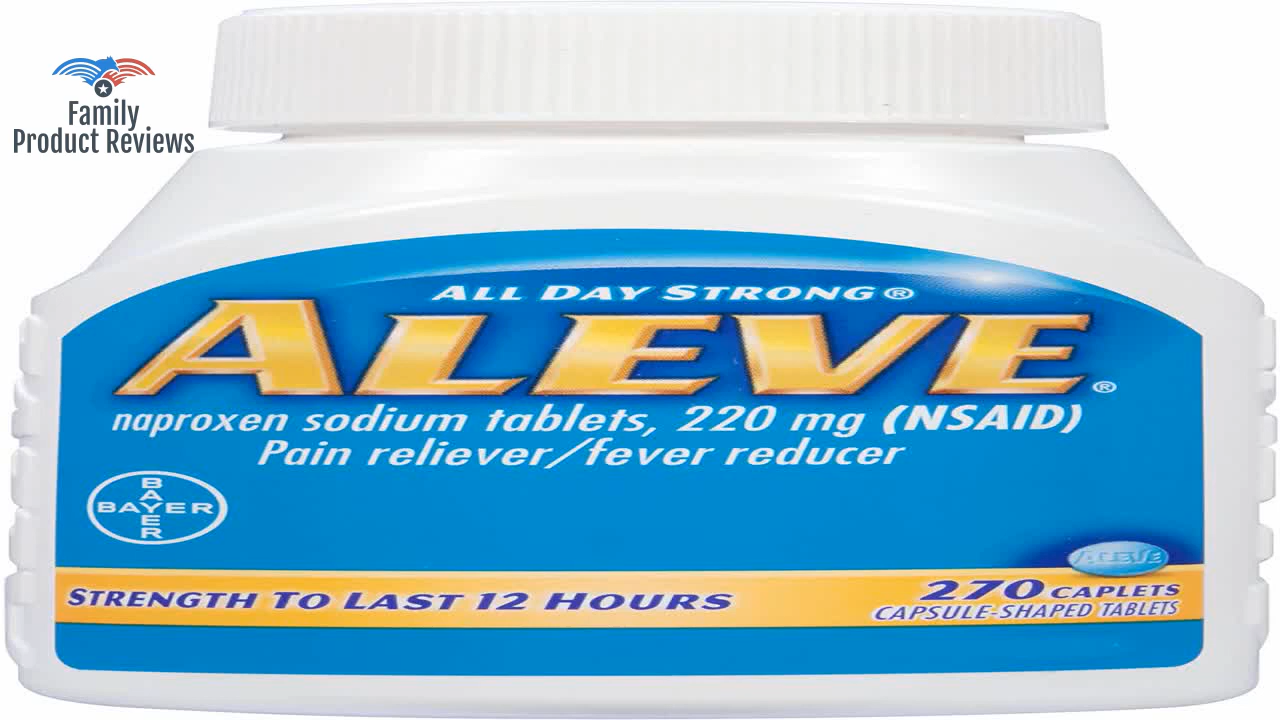 Family
Product Reviews
ALL DAY STRONG®
ALEVE®
naproxen sodium tablets, 220 mg (NSAID)
Pain reliever/fever reducer
BAYER
BAYER
ALEVE
STRENGTH TO LAST 12 HOURS
270 CAPLETS
CAPSULE-SHAPED TABLETS